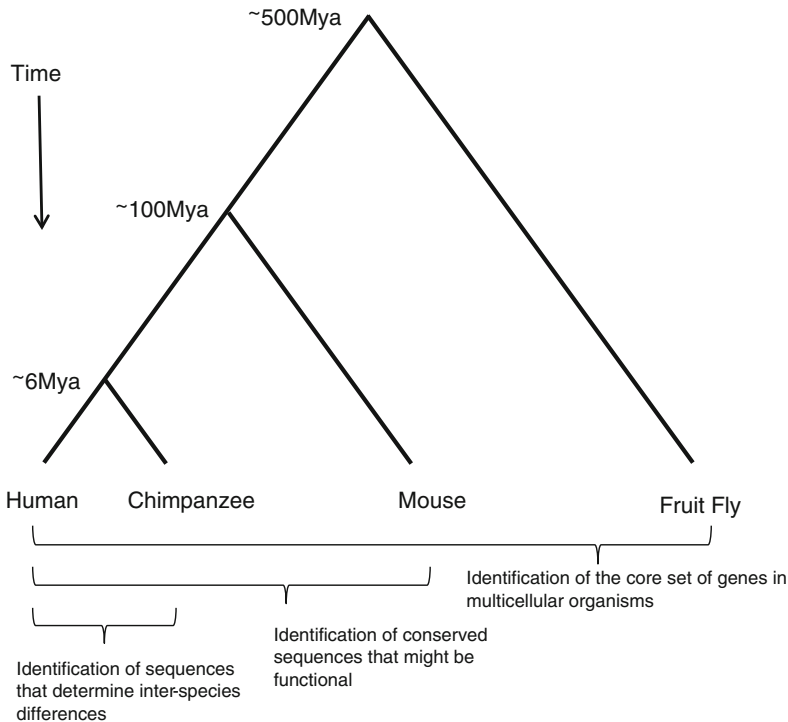 ~500Mya
Time
~100Mya
~6Mya
Human
Chimpanzee
Mouse
Fruit Fly
Identification of the core set of genes in
multicellular organisms
Identification of conserved
sequences that might be
functional
Identification of sequences
that determine inter-species
differences